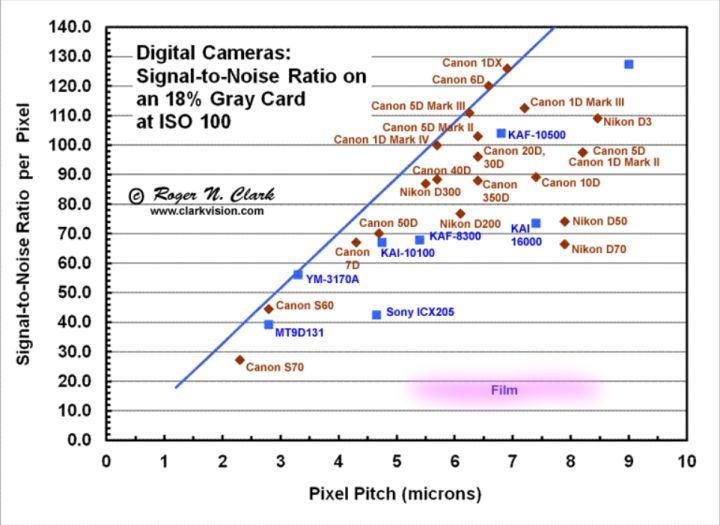 Digital Cameras:
Signal-to-Noise Ratio on
an 18% Gray Card
at ISO 100
© Roger N. Clark
www.clarkvision.com
Signal-to-Noise Ratio per Pixel
140.0
130.0
120.0
110.0
100.0
90.0
80.0
70.0
60.0
50.0
40.0
30.0
20.0
10.0
0.0
Canon 1DX
Canon 6D
Canon 5D Mark III
Canon 1D Mark III
Nikon D3
Canon 5D Mark II
KAF-10500
Canon 1D Mark IV
Canon 20D,
30D
Canon 5D
Canon 1D Mark II
Canon 40D
Nikon D300
Canon
350D
Canon 10D
Canon 50D
Nikon D200
KAI
16000
Nikon D50
KAF-8300
Canon
7D
KAI-10100
Nikon D70
YM-3170A
Canon S60
Sony ICX205
MT9D131
Canon S70
Film
0
1
2
3
4
5
6
7
8
9
10
Pixel Pitch (microns)